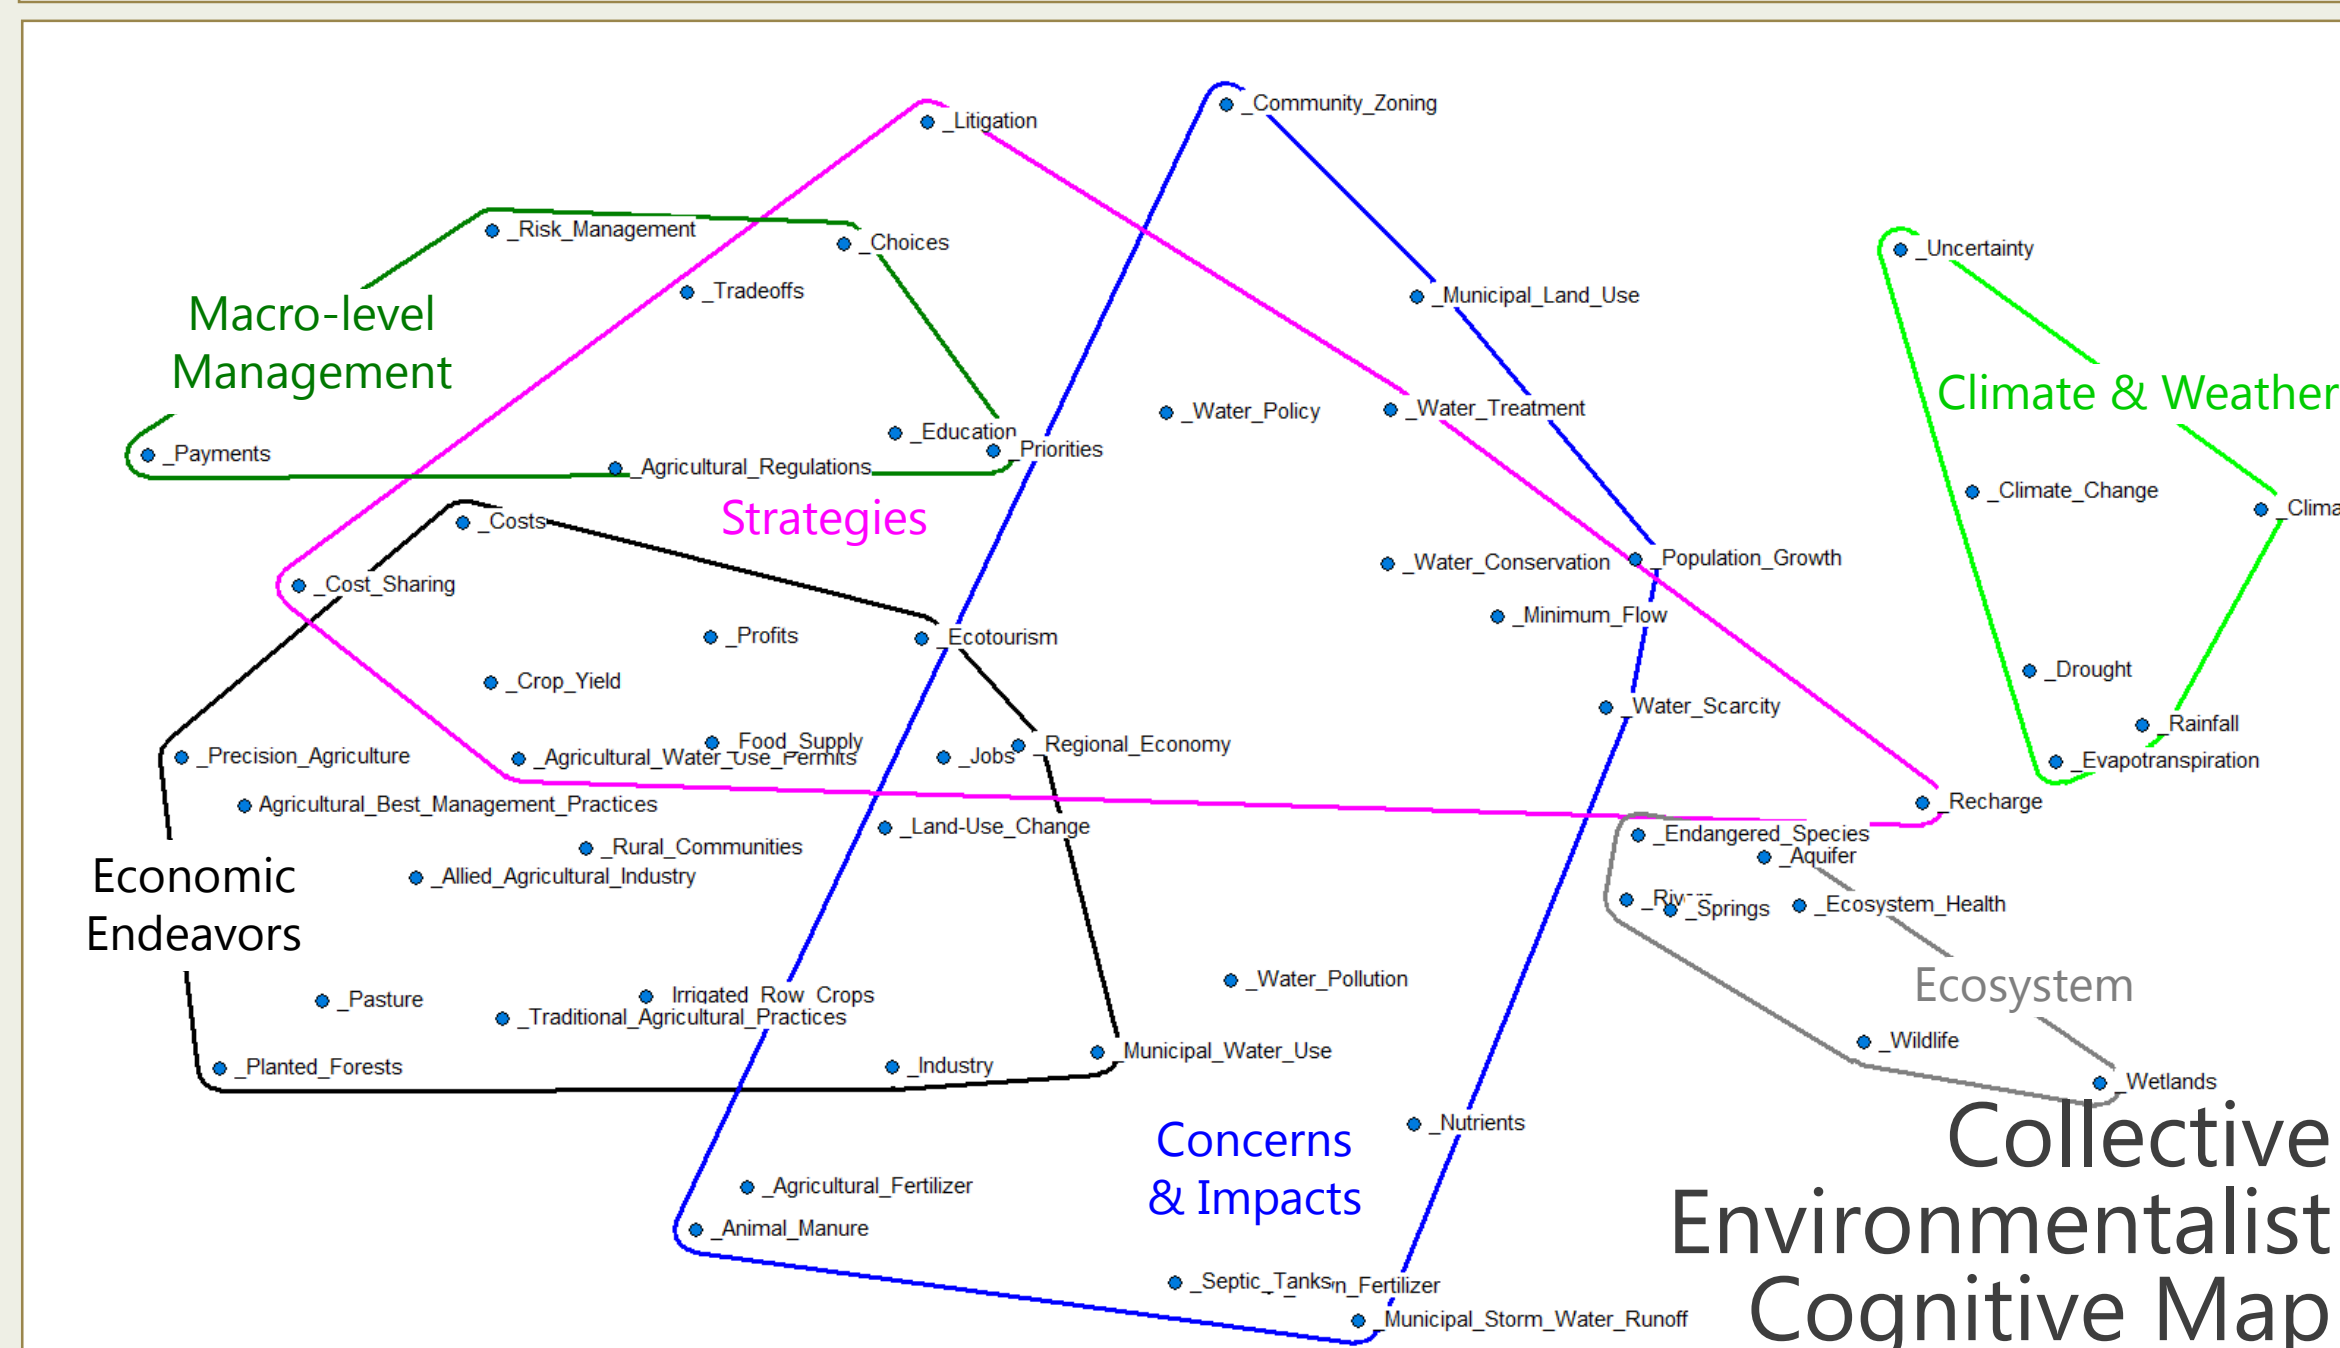 _Community_Zoning
_Litigation
_Risk_Management
_Choices
_Uncertainty
_Tradeoffs
_Municipal_Land_Use
Macro-level
Management
Climate & Weather
_Water_Policy
_Water_Treatment
_Education
_Priorities
_Payments
_Agricultural_Regulations
_Climate_Change
Strategies
_Costs
_Water_Conservation
_Population_Growth
_Cost_Sharing
_Minimum_Flow
_Profits
_Ecotourism
_Drought
_Crop_Yield
_Water_Scarcity
_Rainfall
_Food_Supply
_Regional_Economy
_Precision_Agriculture
_Agricultural_Water_Use_Permits
_Jobs
_Evapotranspiration
_Recharge
Agricultural_Best_Management_Practices
_Land-Use_Change
_Endangered_Species
_Rural_Communities
_Aquifer
_Allied_Agricultural_Industry
Economic
Endeavors
_Rivers
_Springs
_Ecosystem_Health
_Water_Pollution
Ecosystem
_Pasture
Irrigated_Row_Crops
_Traditional_Agricultural_Practices
_Wildlife
_Municipal_Water_Use
_Planted_Forests
_Industry
_Wetlands
_Nutrients
Concerns
& Impacts
_Agricultural_Fertilizer
_Animal_Manure
_Septic_Tanks
_Municipal_Storm_Water_Runoff
Collective
Environmentalist
Cognitive Map